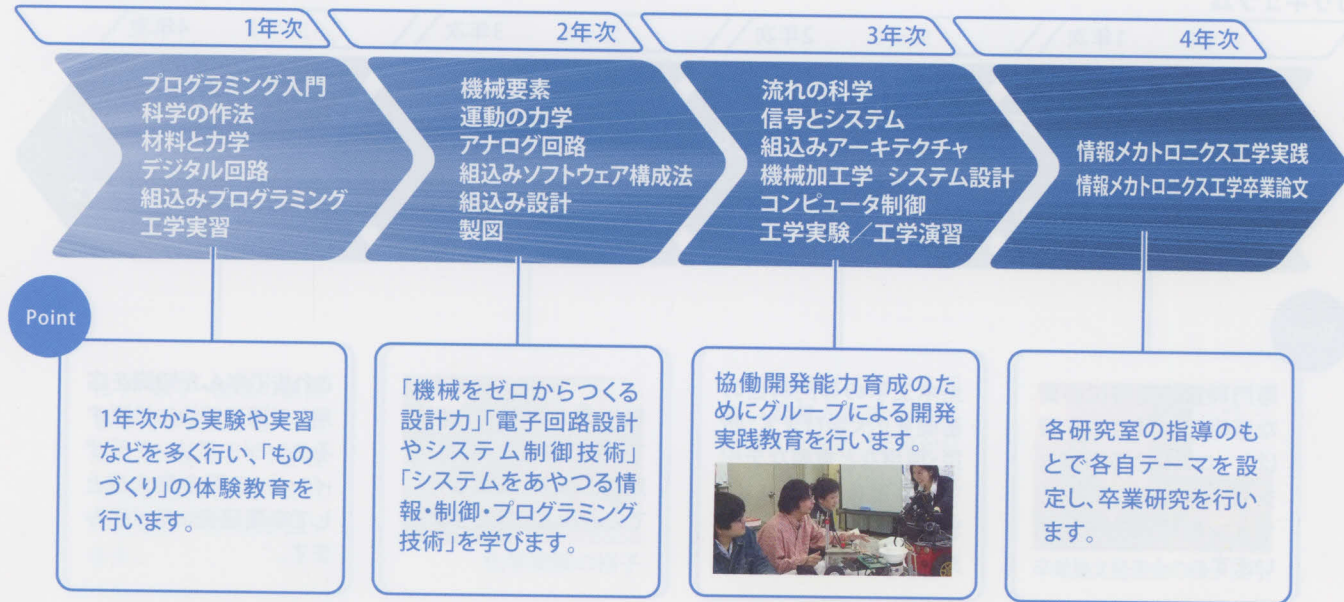 1年次
プログラミング入門
科学の作法
材料と力学
デジタル回路
組込みプログラミング
工学実習
2年次
機械要素
運動の力学
アナログ回路
組込みソフトウェア構成法
組込み設計
製図
3年次
流れの科学
信号とシステム
組込みアーキテクチャ
機械加工学 システム設計
コンピュータ制御
工学実験／工学演習
4年次
情報メカトロニクス工学実践
情報メカトロニクス工学卒業論文
Point
1年次から実験や実習
などを多く行い、「もの
づくり」の体験教育を
行います。
「機械をゼロからつくる
設計力」「電子回路設計
やシステム制御技術」
「システムをあやつる情
報・制御・プログラミング
技術」を学びます。
協働開発能力育成のた
めにグループによる開発
実践教育を行います。
各研究室の指導のも
とで各自テーマを設
定し、卒業研究を行い
ます。